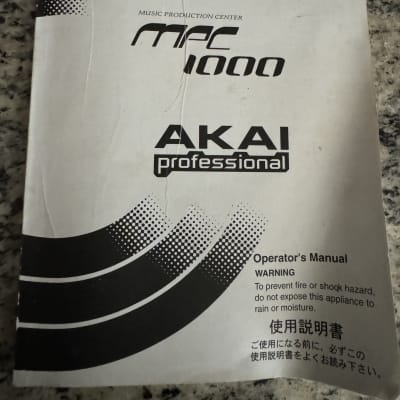 MUSIC PRODUCTION CENTER
MPC
1000
AKAI
professional
Operator's Manual
WARNING
To prevent fire or shock hazard,
do not expose this appliance to
rain or moisture.
使用説明書
ご使用になる前に、必ずこの
使用説明書をよくお読み下さい。